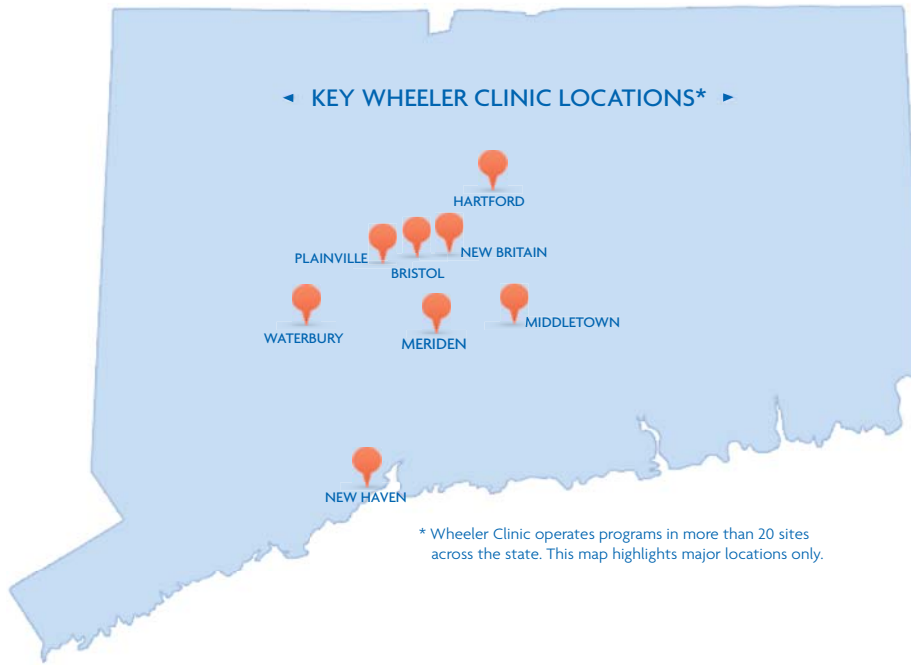 ◄ KEY WHEELER CLINIC LOCATIONS* ►
HARTFORD
PLAINVILLE
BRISTOL
NEW BRITAIN
WATERBURY
MERIDEN
MIDDLETOWN
NEW HAVEN
* Wheeler Clinic operates programs in more than 20 sites
across the state. This map highlights major locations only.